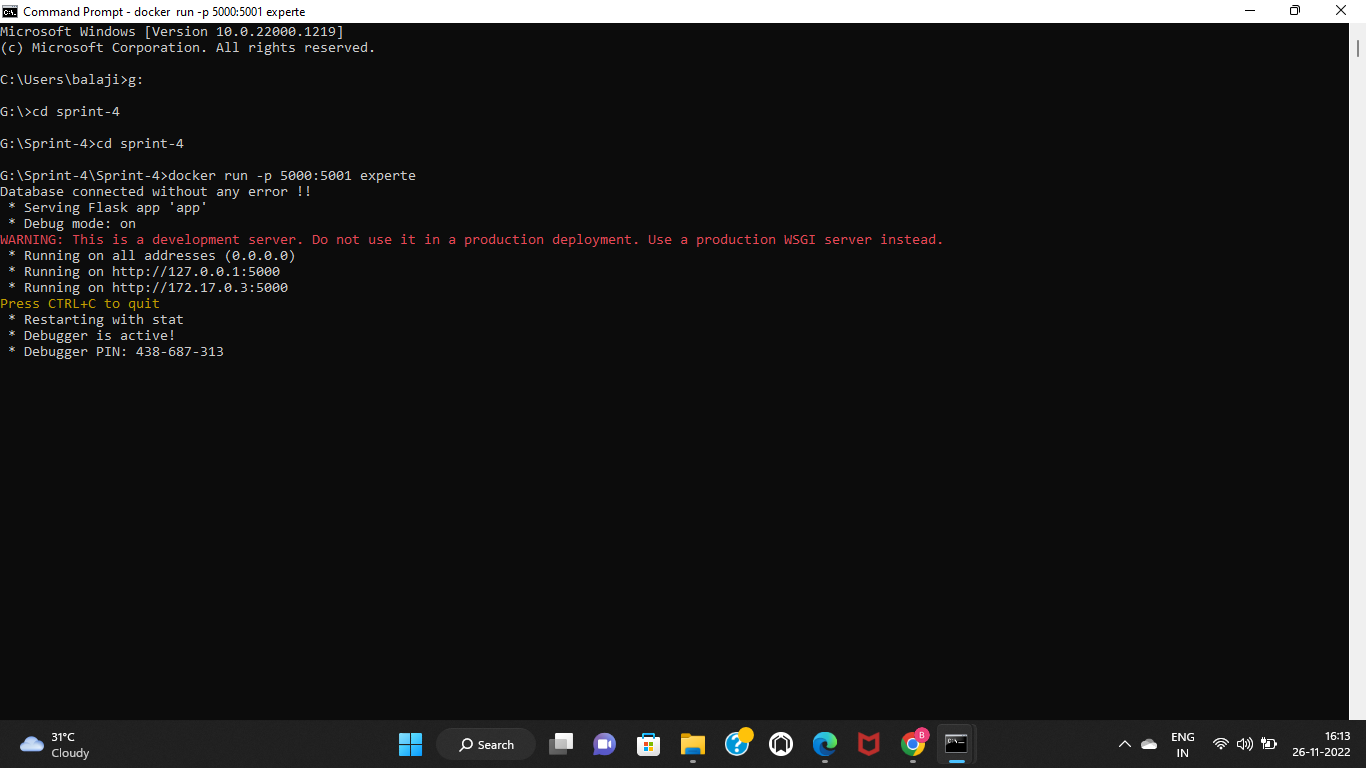 Command Prompt - docker run -p 5000:5001 experte
Microsoft Windows [Version 10.0.22000.1219]
(c) Microsoft Corporation. All rights reserved.
C:\Users\balaji>g:
G:\>cd sprint-4
G:\Sprint-4>cd sprint-4
G:\Sprint-4\Sprint-4>docker run -p 5000:5001 experte
Database connected without any error !!
* Serving Flask app 'app'
* Debug mode: on
WARNING: This is a development server. Do not use it in a production deployment. Use a production WSGI server instead.
* Running on all addresses (0.0.0.0)
* Running on http://127.0.0.1:5000
* Running on http://172.17.0.3:5000
Press CTRL+C to quit
* Restarting with stat
* Debugger is active!
* Debugger PIN: 438-687-313
31°C
Cloudy
Search
B
ENG
IN
16:13
26-11-2022